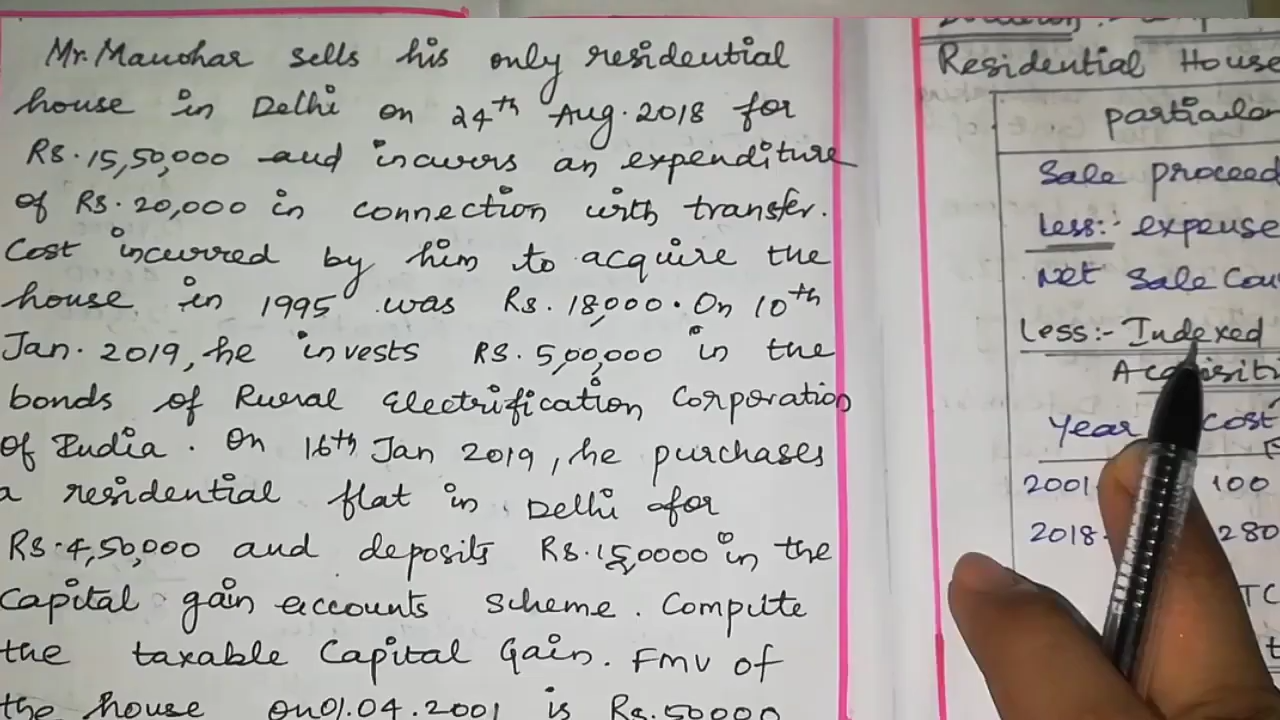 Mr. Manohar sells his only residential
house in Delhi on 24th Aug. 2018 for
Rs. 15,50,000 and incurrs an expenditure
of Rs. 20,000 in connection with transfer.
Cost incurred by him to acquire the
house in 1995 was Rs. 18,000. On 10th
Jan. 2019, he invests Rs. 5,00,000 in the
bonds of Rural Electrification Corporation
of India. On 16th Jan 2019, he purchases
a residential flat in Delhi for
Rs. 4,50,000 and deposits Rs. 1,50000 in the
Capital gain accounts scheme. Compute
the taxable Capital Gain. FMV of
the house on 01.04.2001 is Rs. 50000
Residential House
particular
Sale proceed
Less:- expense
Net Sale Con
Less:- Indexed
Year Cost
2001 100
2018 280